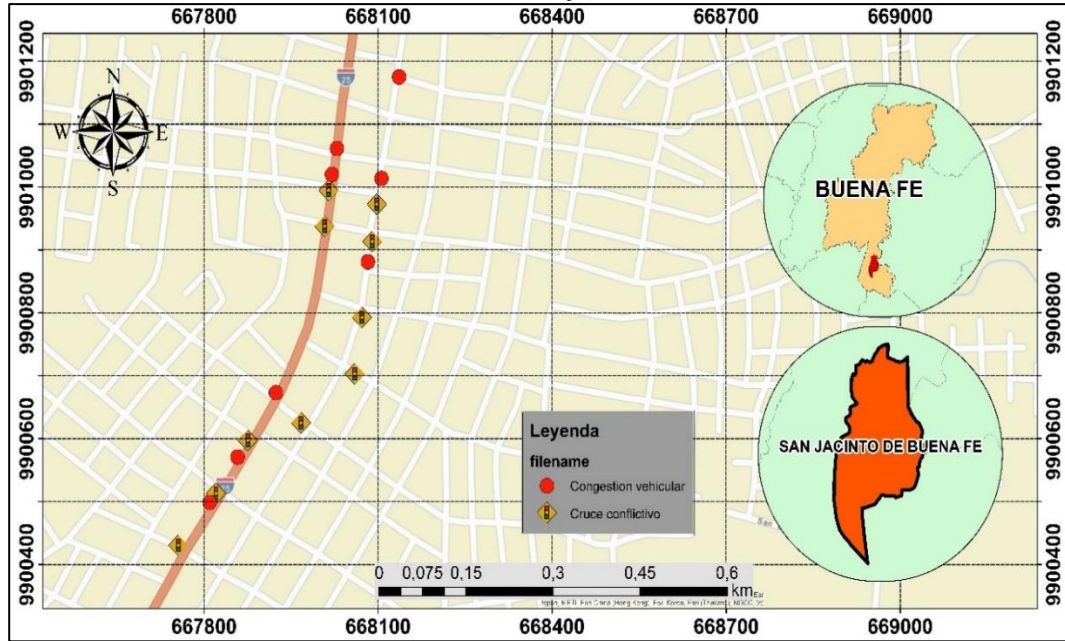 667800 668100 668400 668700 669000
9901200 9901200
N
25
W E
S
9901000 9901000
BUENA FE
9900800 9900800
9900600 9900600
Leyenda
SAN JACINTO DE BUENA FE
filename
Congestion vehicular
Cruce conflictivo
San
9900400 9900400
0 0,075 0,15 0,3 0,45 0,6
km
667800 668100 668400 668700 669000